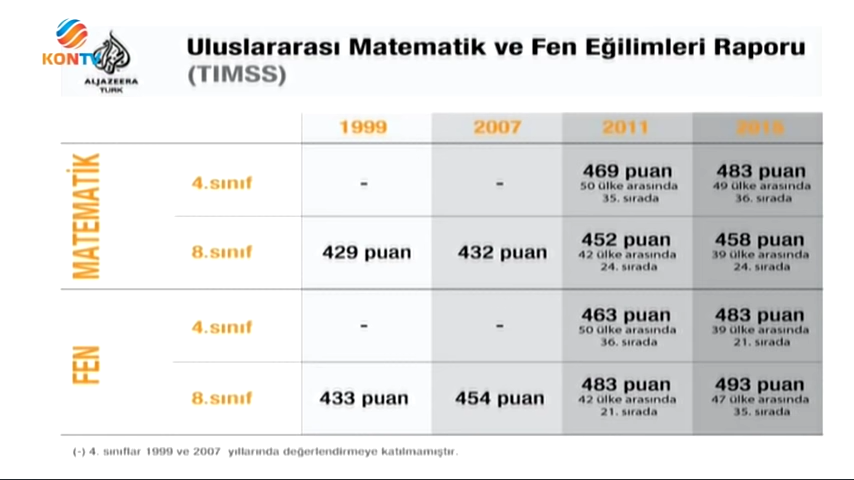 KONTV
ALJAZEERA
TURK
Uluslararası Matematik ve Fen Eğilimleri Raporu
(TIMSS)
1999 2007 2011
MATEMATİK
4.sınıf - - 469 puan 483 puan
50 ülke arasında 49 ülke arasında
35. sırada 36. sırada
8.sınıf 429 puan 432 puan 452 puan 458 puan
42 ülke arasında 39 ülke arasında
24. sırada 24. sırada
FEN
4.sınıf - - 463 puan 483 puan
50 ülke arasında 39 ülke arasında
36. sırada 21. sırada
8.sınıf 433 puan 454 puan 483 puan 493 puan
42 ülke arasında 47 ülke arasında
21. sırada 35. sırada
(-) 4. sınıflar 1999 ve 2007 yıllarında değerlendirmeye katılmamıştır.